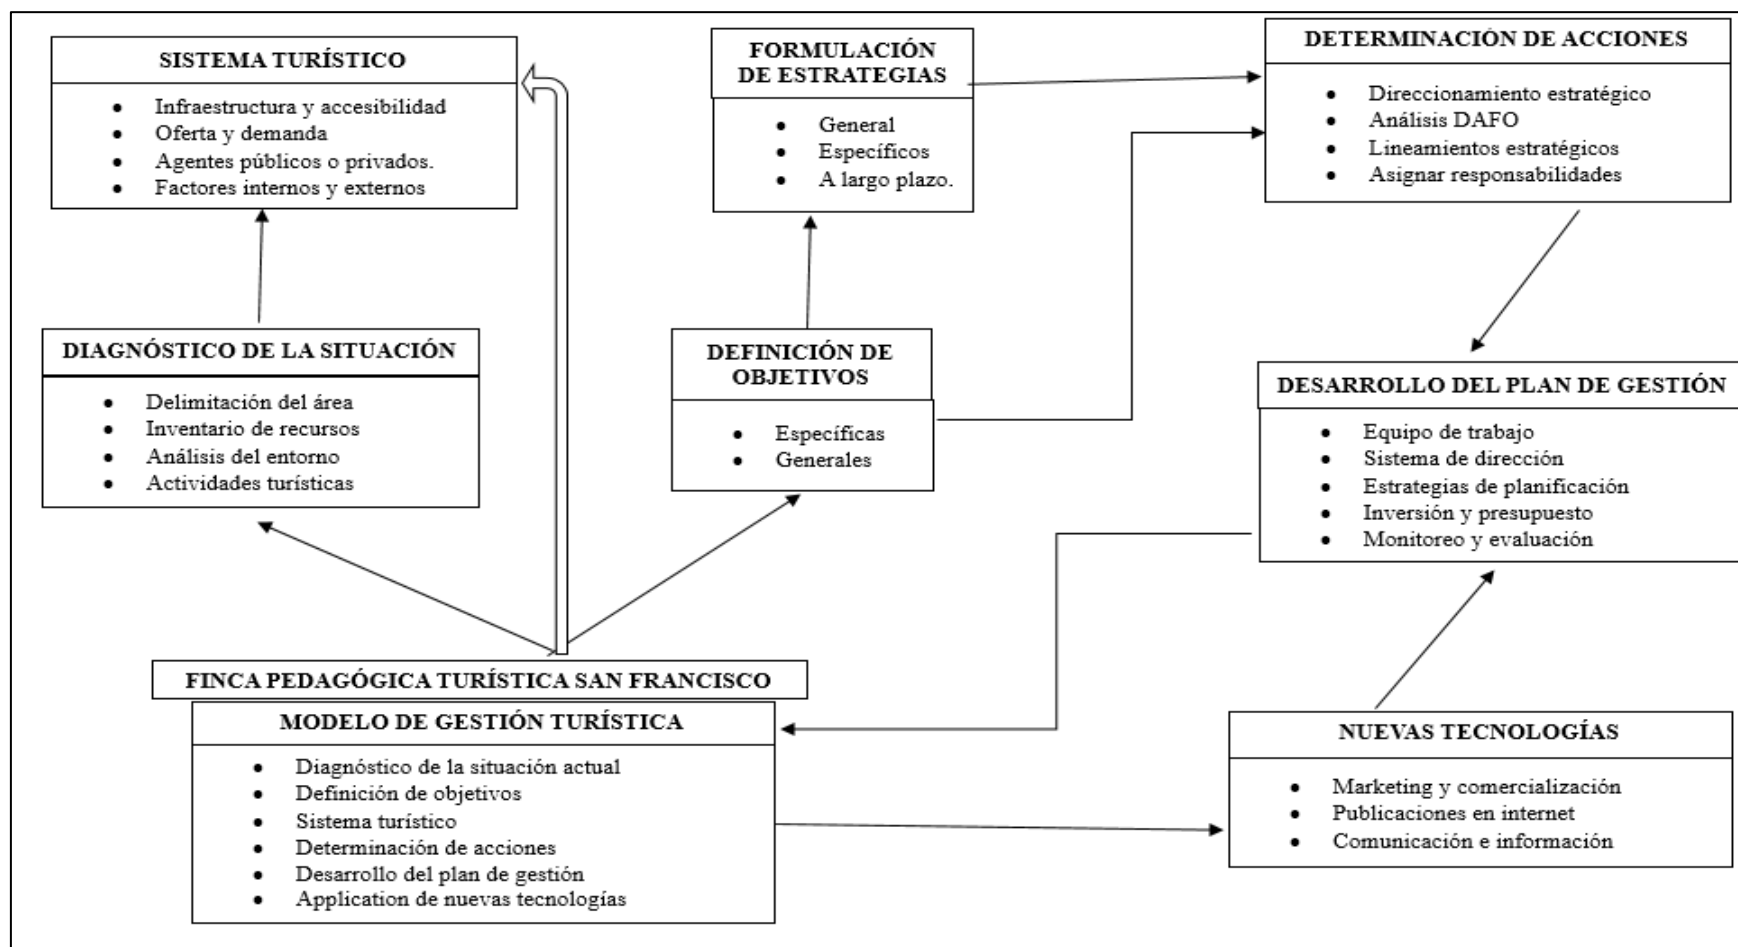 SISTEMA TURÍSTICO
• Infraestructura y accesibilidad
• Oferta y demanda
• Agentes públicos o privados.
• Factores internos y externos
FORMULACIÓN
DE ESTRATEGIAS
• General
• Específicos
• A largo plazo.
DETERMINACIÓN DE ACCIONES
• Direccionamiento estratégico
• Análisis DAFO
• Lineamientos estratégicos
• Asignar responsabilidades
DIAGNÓSTICO DE LA SITUACIÓN
• Delimitación del área
• Inventario de recursos
• Análisis del entorno
• Actividades turísticas
DEFINICIÓN DE
OBJETIVOS
• Específicas
• Generales
DESARROLLO DEL PLAN DE GESTIÓN
• Equipo de trabajo
• Sistema de dirección
• Estrategias de planificación
• Inversión y presupuesto
• Monitoreo y evaluación
FINCA PEDAGÓGICA TURÍSTICA SAN FRANCISCO
MODELO DE GESTIÓN TURÍSTICA
• Diagnóstico de la situación actual
• Definición de objetivos
• Sistema turístico
• Determinación de acciones
• Desarrollo del plan de gestión
• Application de nuevas tecnologías
NUEVAS TECNOLOGÍAS
• Marketing y comercialización
• Publicaciones en internet
• Comunicación e información